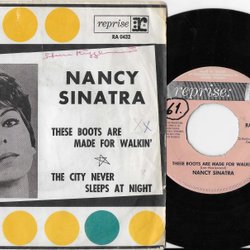 reprise
RA 0432
NANCY
SINATRA
THESE BOOTS ARE
MADE FOR WALKIN'
THE CITY NEVER
SLEEPS AT NIGHT
reprise:
61.
THESE BOOTS ARE MADE FOR WALKIN'
NANCY SINATRA